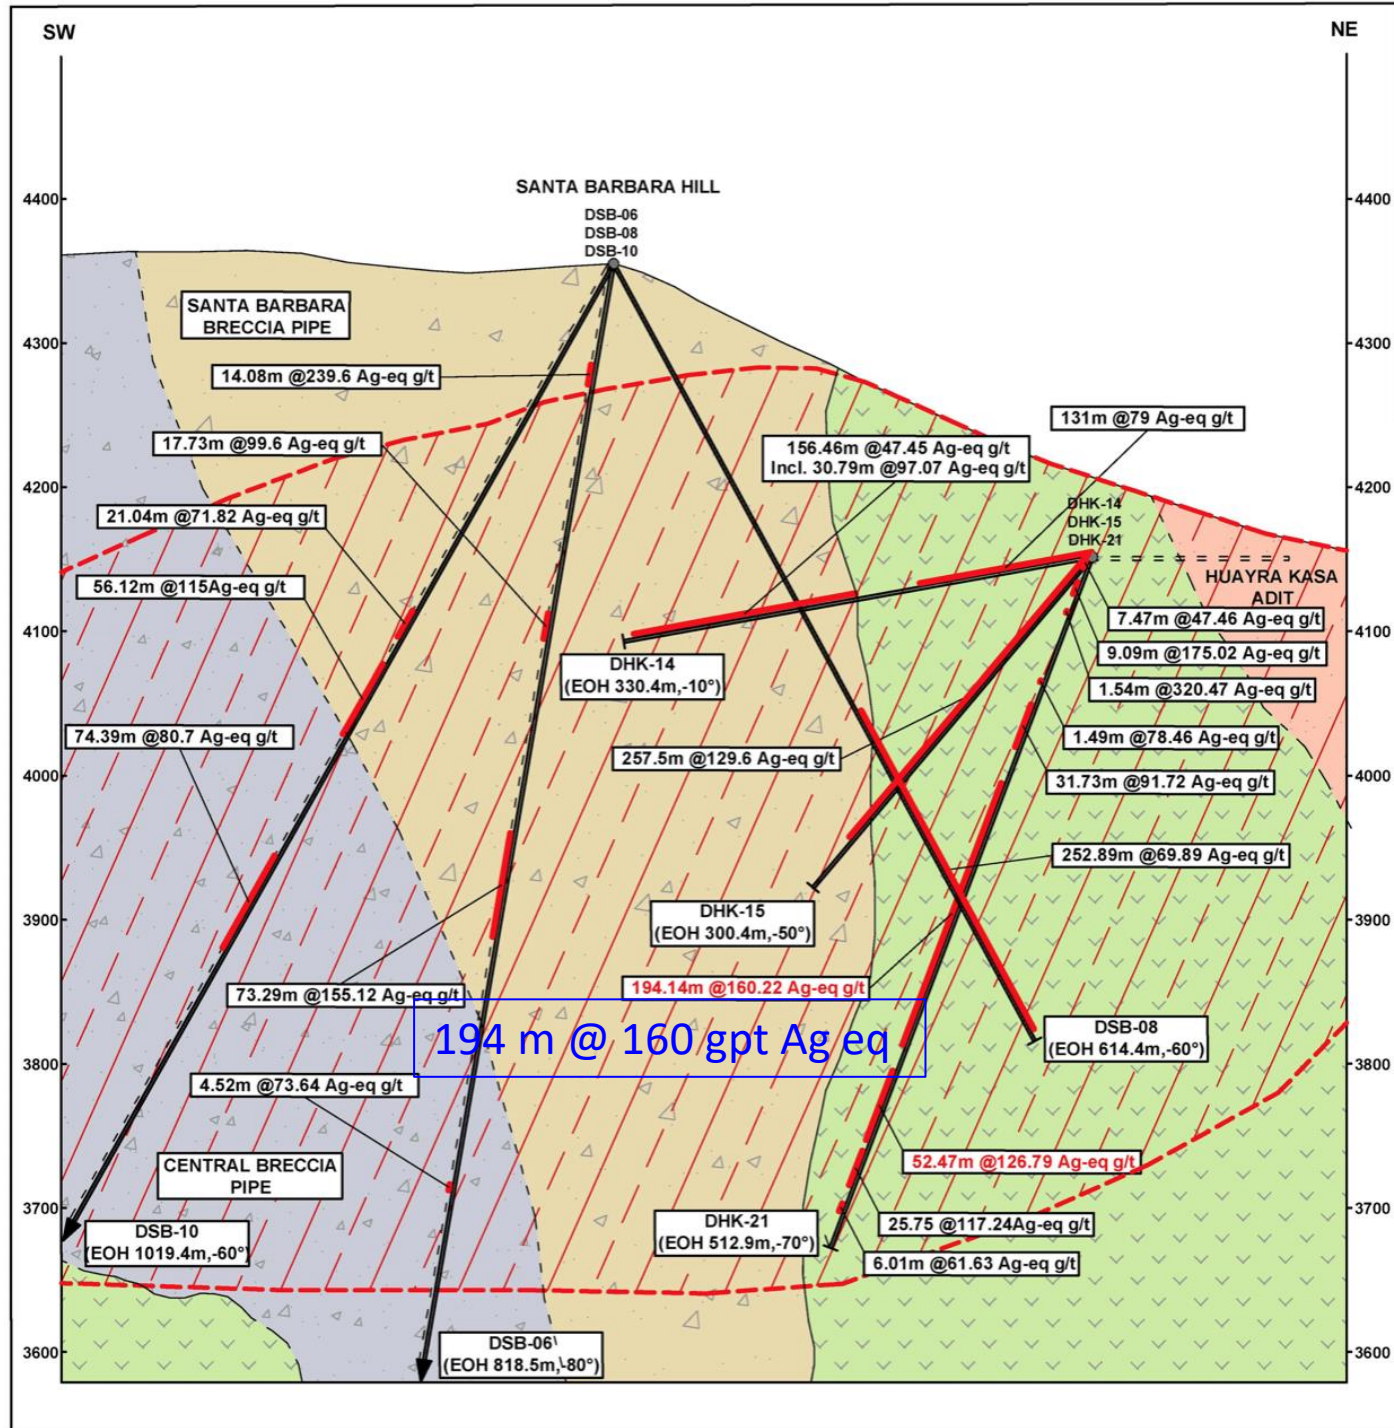 SW
NE
SANTA BARBARA HILL
DSB-06
DSB-08
DSB-10
4400
4400
SANTA BARBARA
BRECCIA PIPE
4300
4300
14.08m @239.6 Ag-eq g/t
17.73m @99.6 Ag-eq g/t
156.46m @47.45 Ag-eq g/t
Incl. 30.79m @97.07 Ag-eq g/t
131m @79 Ag-eq g/t
4200
4200
21.04m @71.82 Ag-eq g/t
DHK-14
DHK-15
DHK-21
56.12m @115Ag-eq g/t
HUAYRA KASA
ADIT
7.47m @47.46 Ag-eq g/t
4100
4100
9.09m @175.02 Ag-eq g/t
DHK-14
(EOH 330.4m,-10°)
1.54m @320.47 Ag-eq g/t
74.39m @80.7 Ag-eq g/t
1.49m @78.46 Ag-eq g/t
257.5m @129.6 Ag-eq g/t
4000
4000
31.73m @91.72 Ag-eq g/t
252.89m @69.89 Ag-eq g/t
3900
3900
DHK-15
(EOH 300.4m,-50°)
73.29m @155.12 Ag-eq g/t
194.14m @160.22 Ag-eq g/t
194 m @ 160 gpt Ag eq
DSB-08
(EOH 614.4m,-60°)
3800
3800
4.52m @73.64 Ag-eq g/t
CENTRAL BRECCIA
PIPE
52.47m @126.79 Ag-eq g/t
3700
3700
DSB-10
(EOH 1019.4m,-60°)
DHK-21
(EOH 512.9m,-70°)
25.75 @117.24Ag-eq g/t
6.01m @61.63 Ag-eq g/t
3600
3600
DSB-06
(EOH 818.5m,-80°)